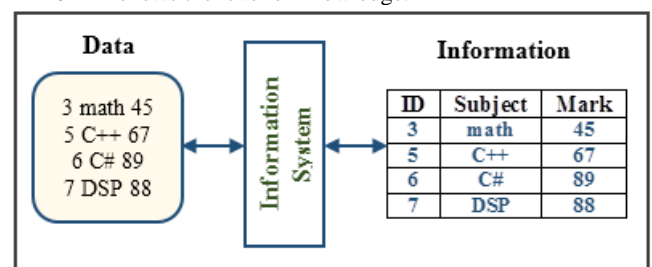 Data
3 math 45
5 C++ 67
6 C# 89
7 DSP 88
Information
System
Information
ID Subject Mark
3 math 45
5 C++ 67
6 C# 89
7 DSP 88